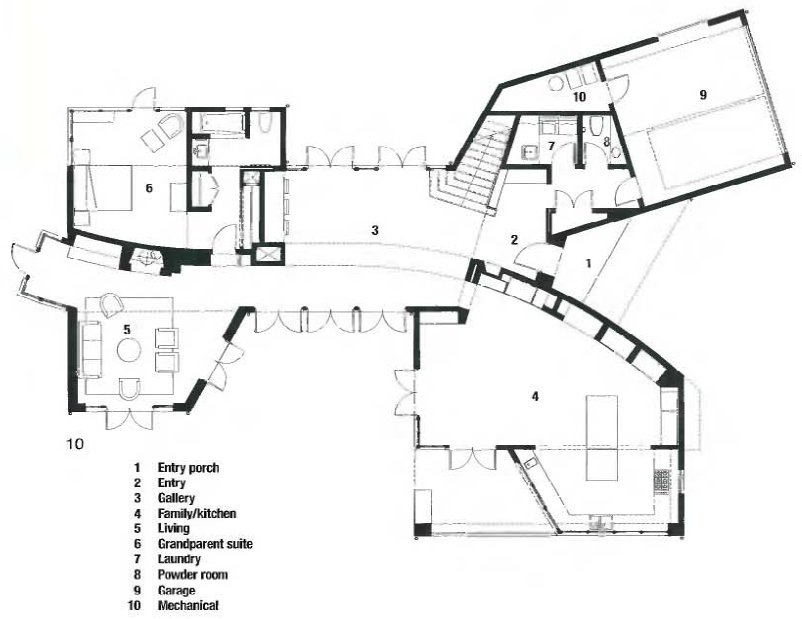 10
9
7
8
6
3
2
1
5
4
10
1 Entry porch
2 Entry
3 Gallery
4 Family/kitchen
5 Living
6 Grandparent suite
7 Laundry
8 Powder room
9 Garage
10 Mechanical